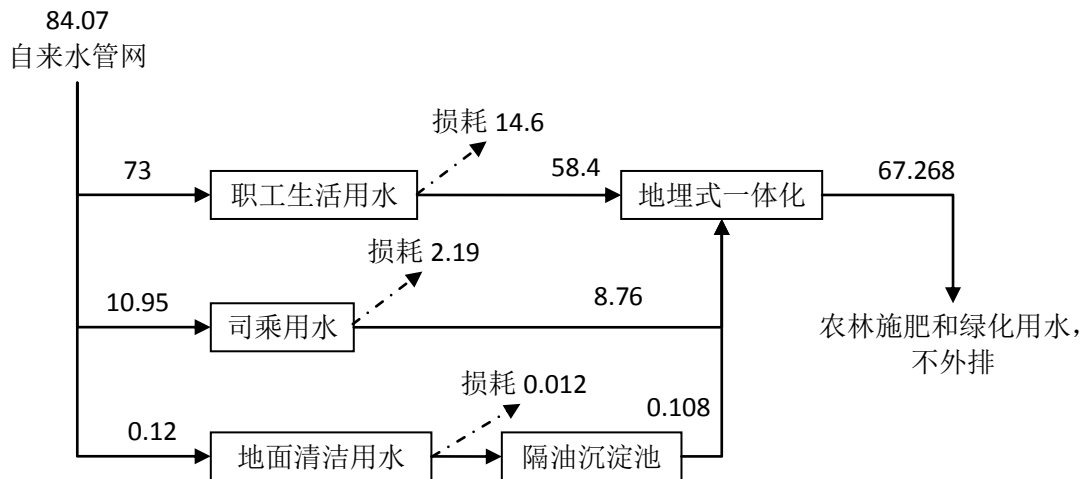 84.07
自来水管网
损耗 14.6
73
58.4
67.268
职工生活用水
地埋式一体化
损耗 2.19
10.95
8.76
司乘用水
农林施肥和绿化用水，
不外排
损耗 0.012
0.12
0.108
地面清洁用水
隔油沉淀池